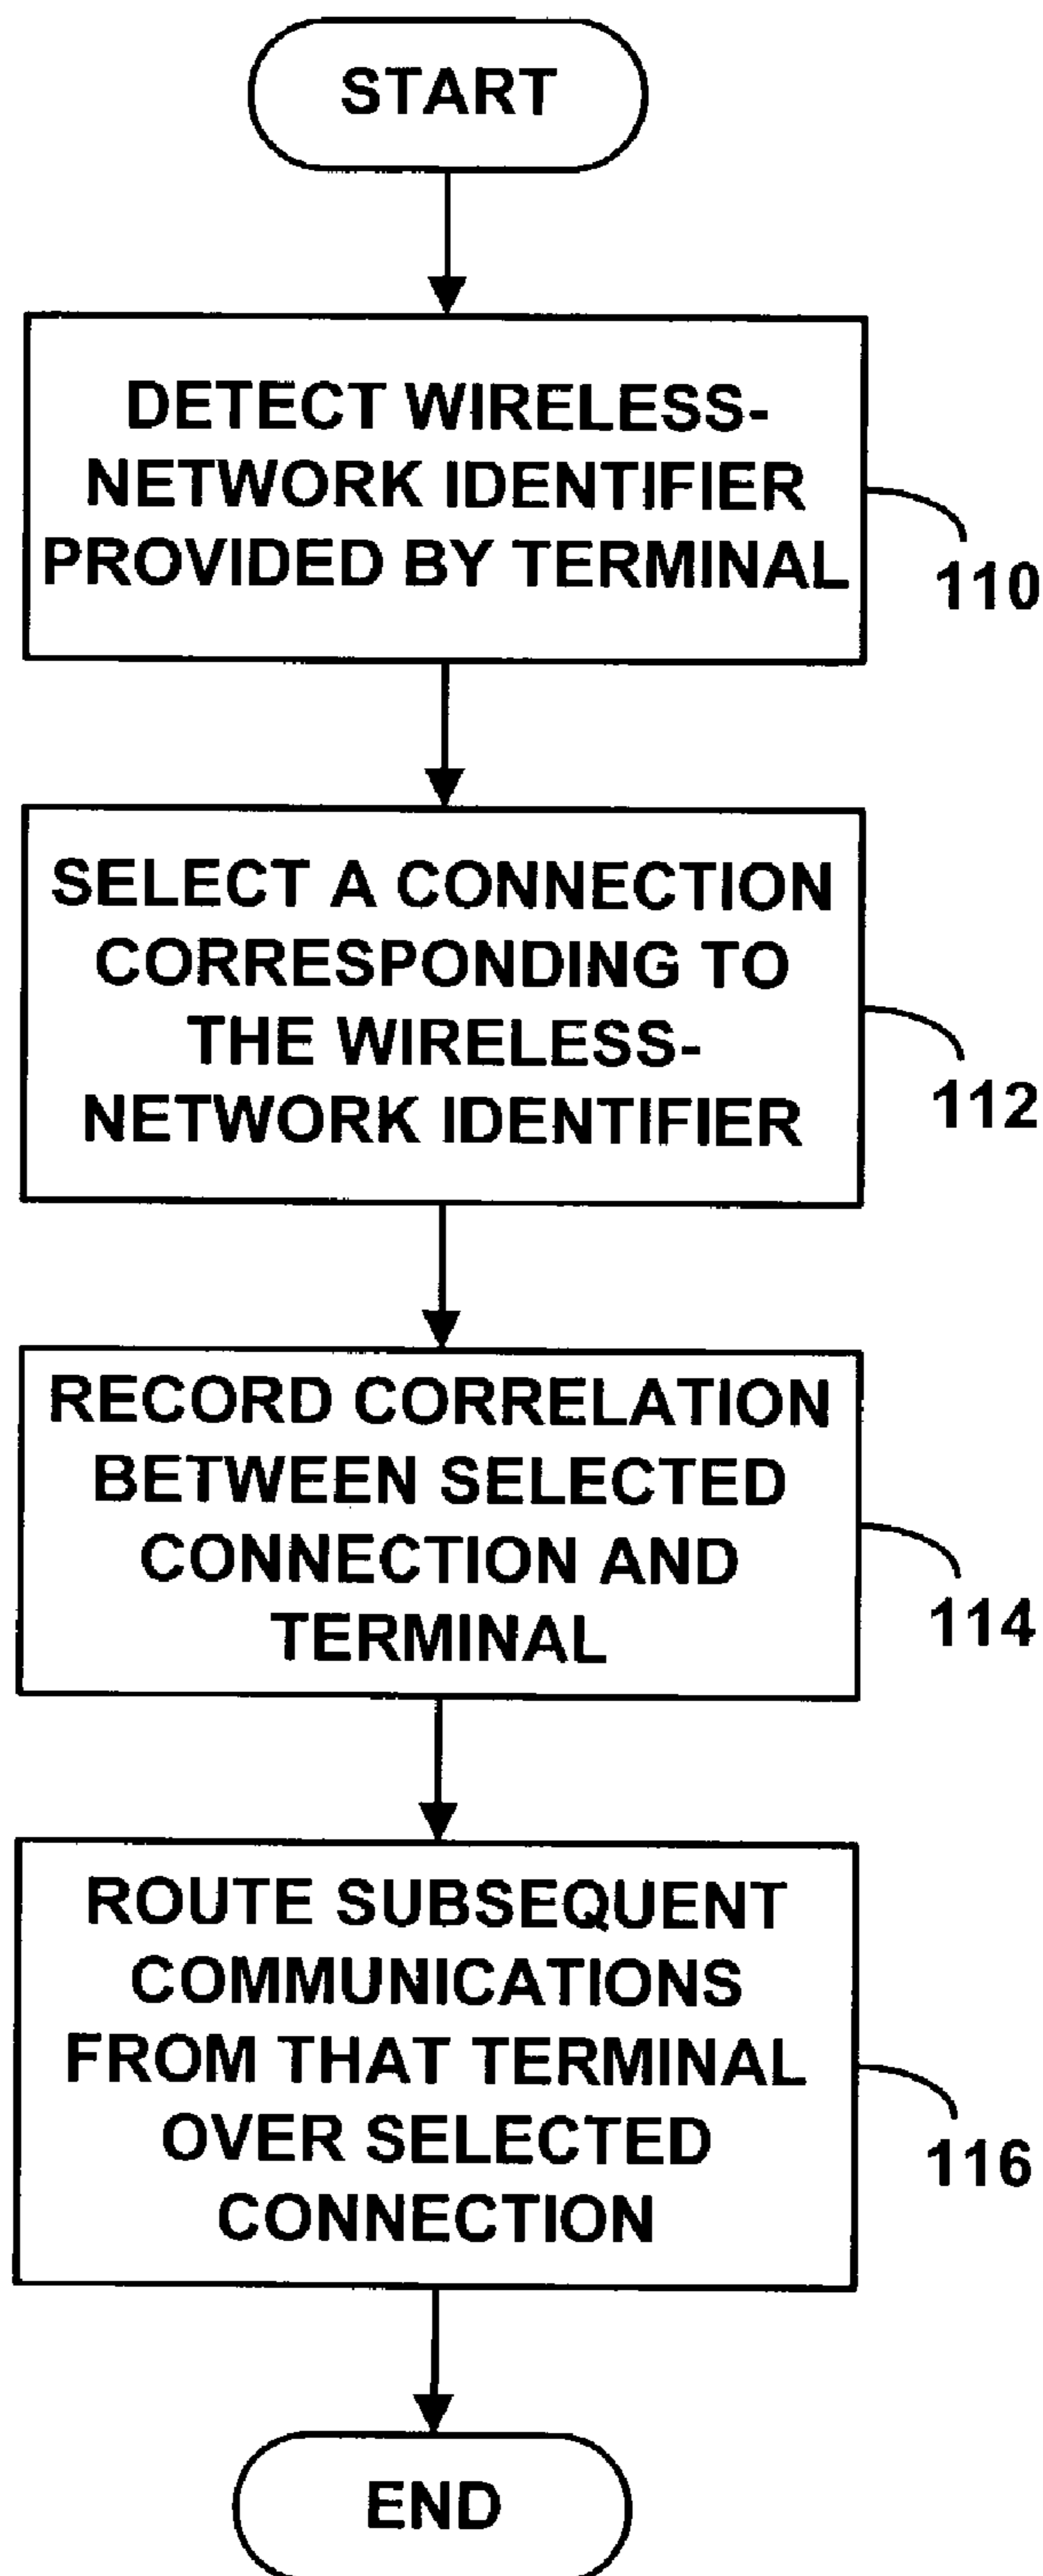 START
DETECT WIRELESS-
NETWORK IDENTIFIER
PROVIDED BY TERMINAL
110
SELECT A CONNECTION
CORRESPONDING TO
THE WIRELESS-
NETWORK IDENTIFIER
112
RECORD CORRELATION
BETWEEN SELECTED
CONNECTION AND
TERMINAL
114
ROUTE SUBSEQUENT
COMMUNICATIONS
FROM THAT TERMINAL
OVER SELECTED
CONNECTION
116
END